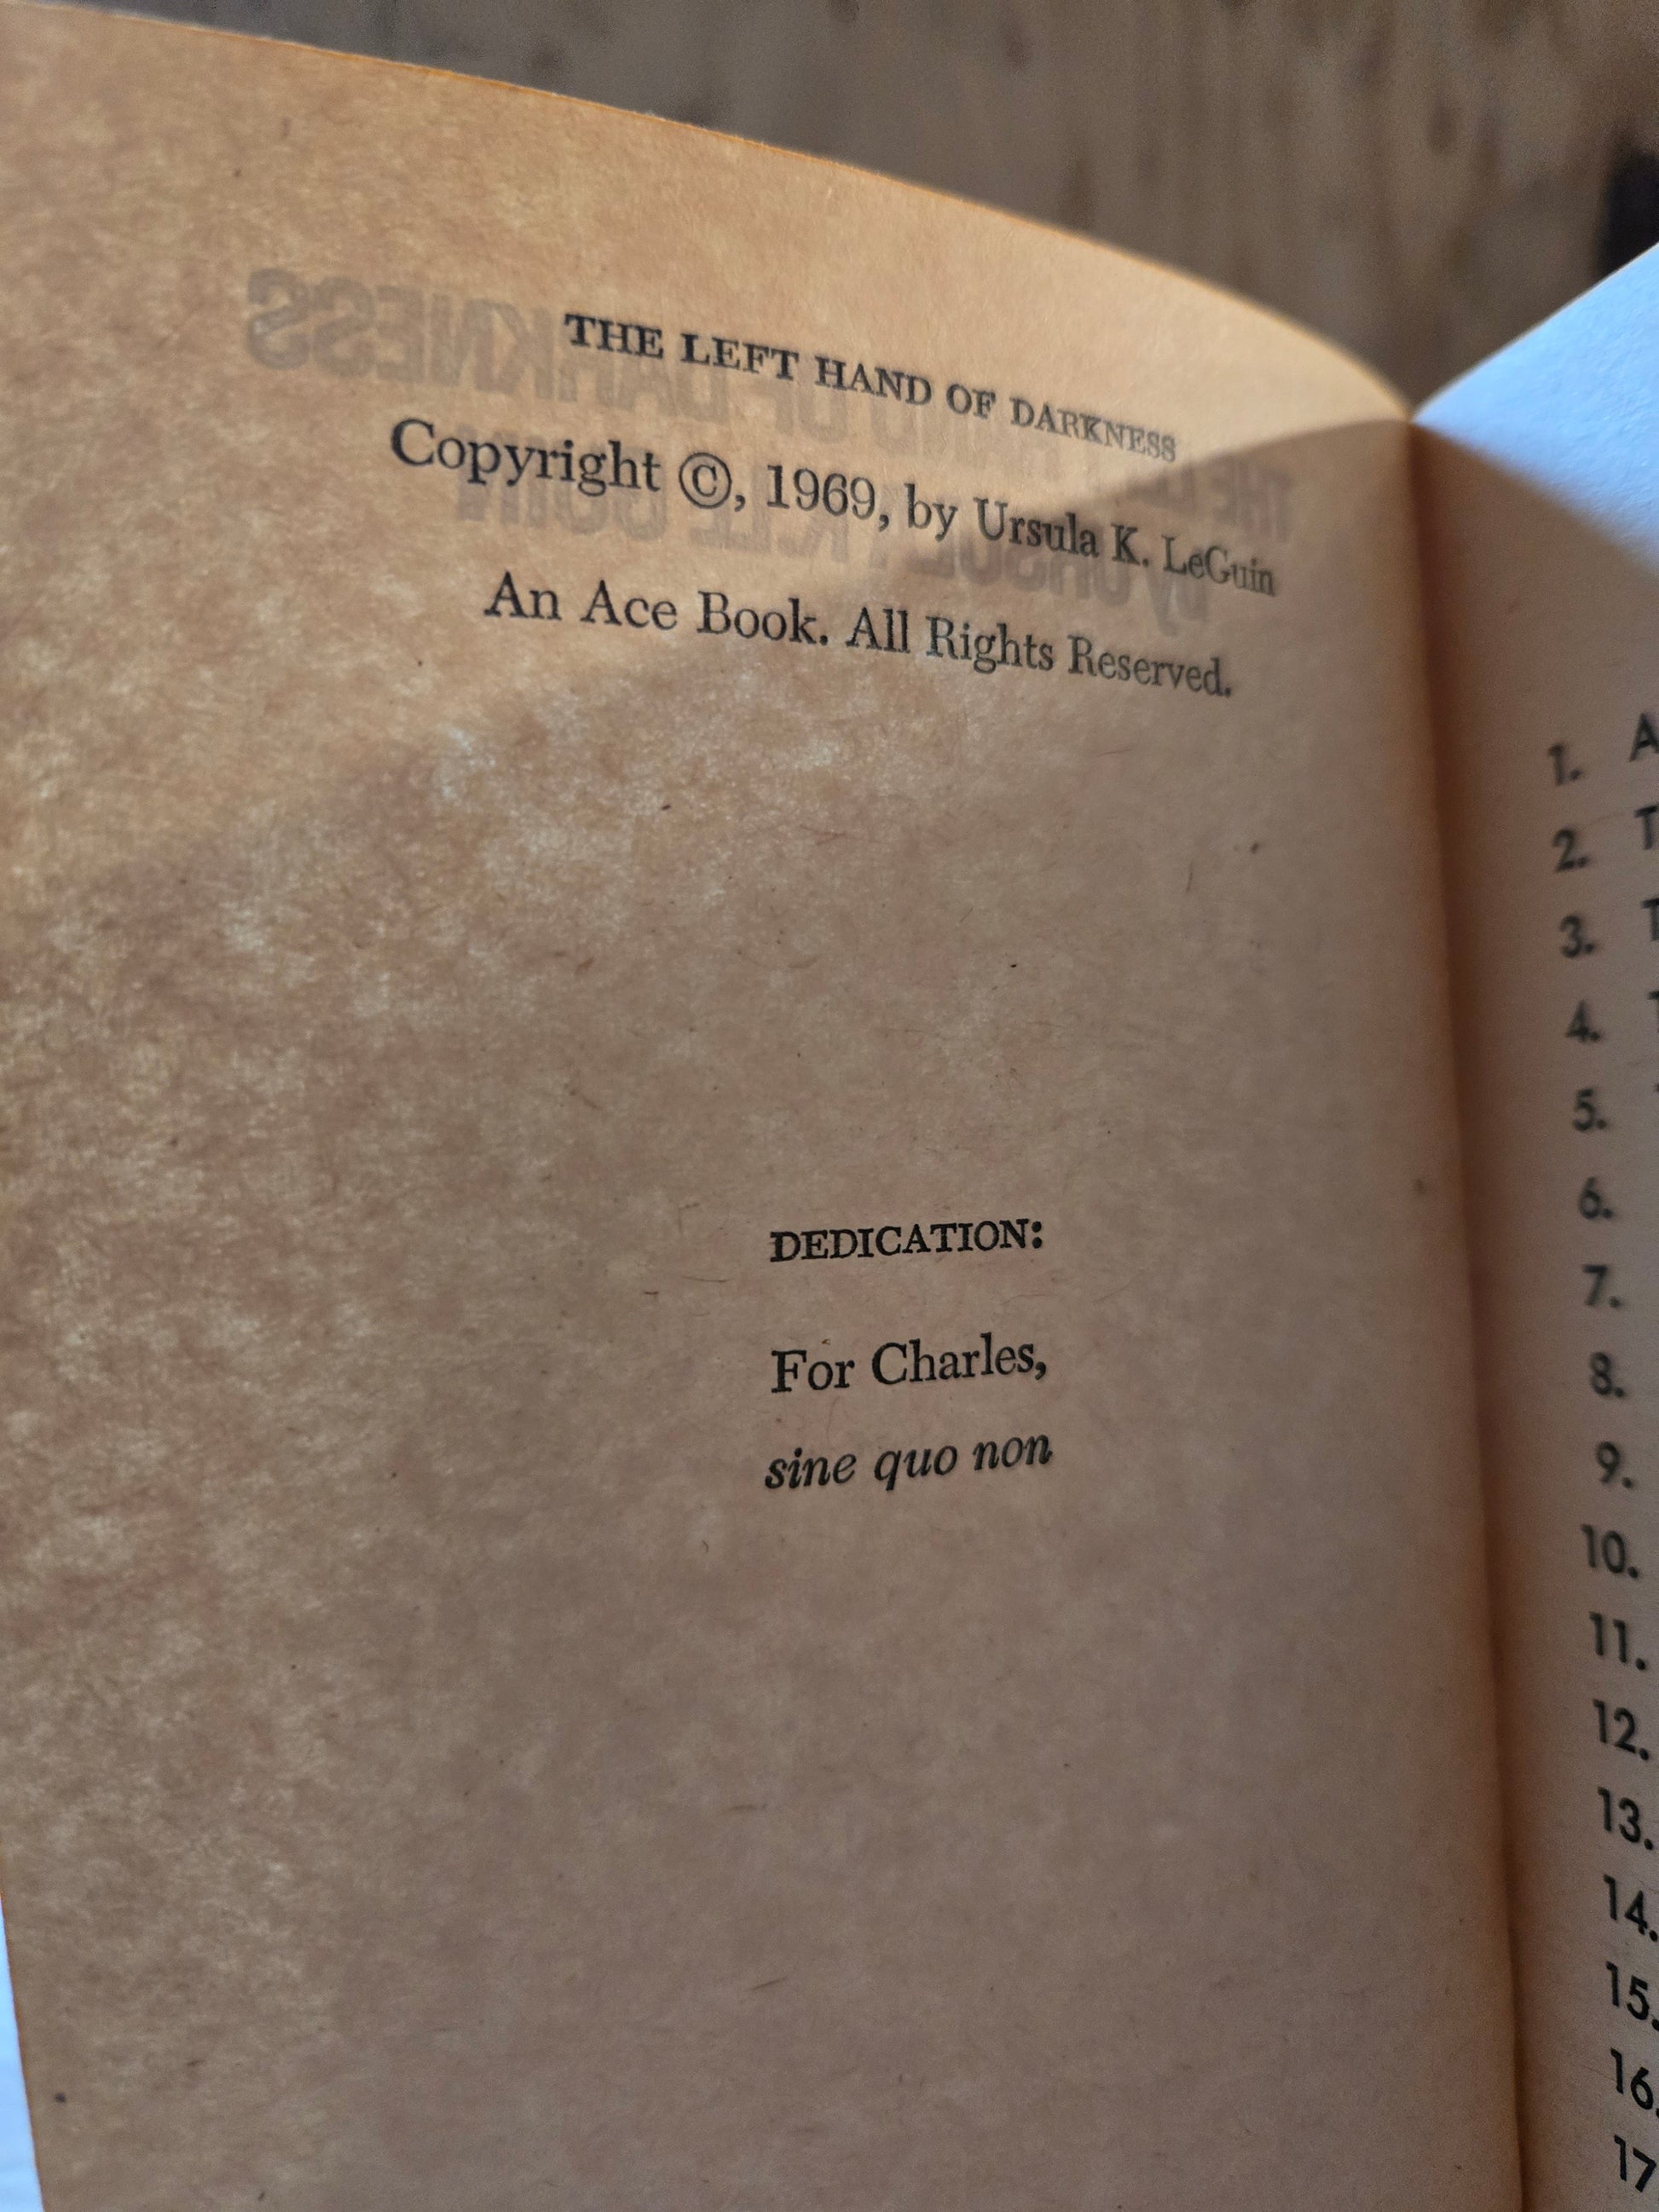 THE LEFT HAND OF DARKNESS
Copyright ©, 1969, by Ursula K. LeGuin
An Ace Book. All Rights Reserved.
DEDICATION:
For Charles,
sine quo non
1. A
2. T
3. T
4. T
5.
6.
7.
8.
9.
10.
11.
12.
13.
14.
15.
16.
17